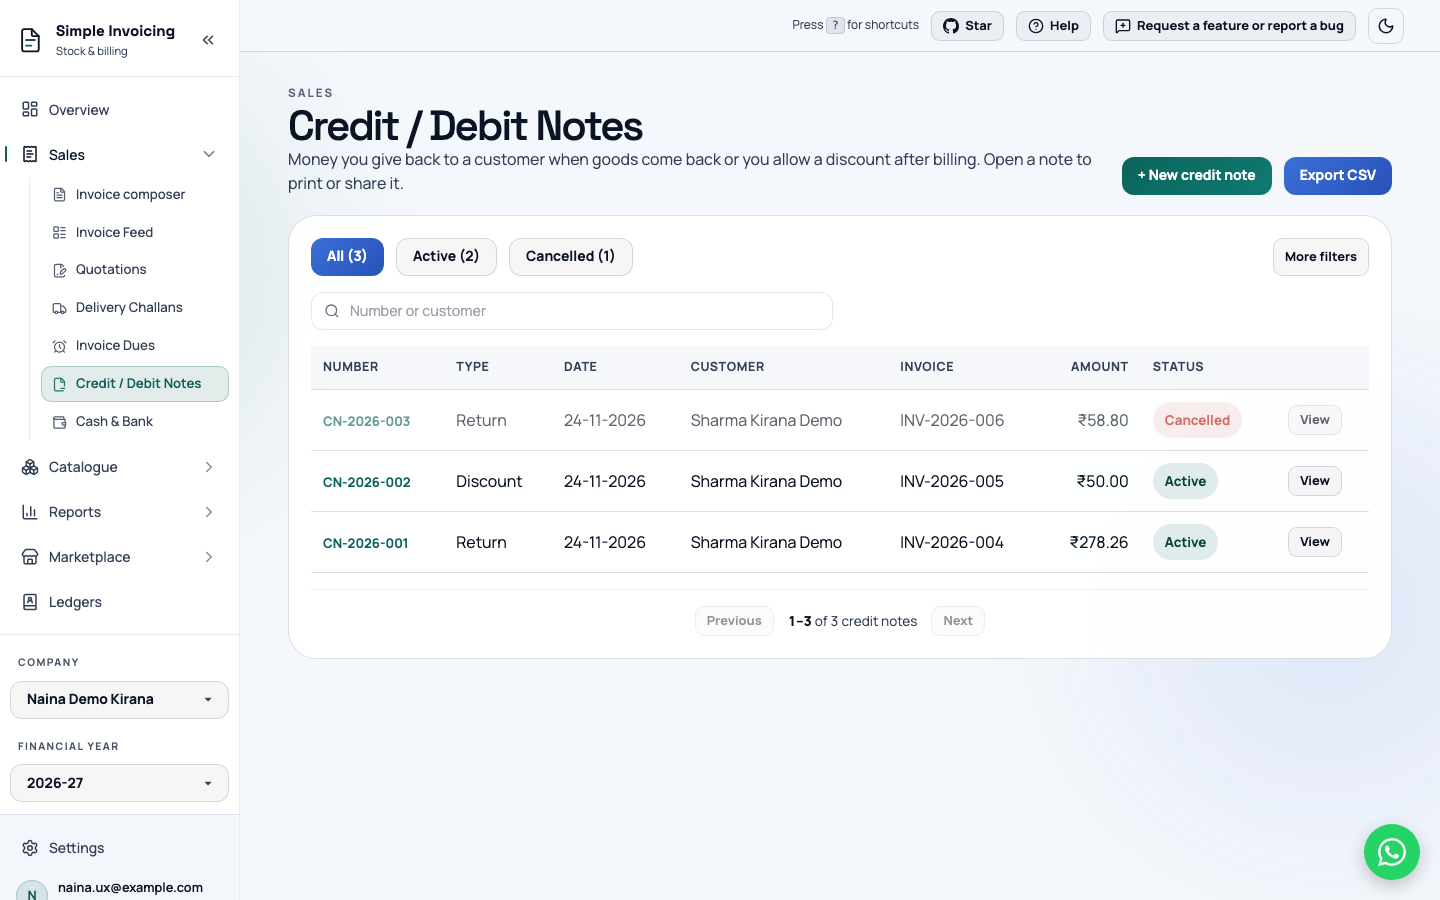 Simple Invoicing
Stock & billing
Press ? for shortcuts
Star
Help
Request a feature or report a bug
Overview
Sales
Invoice composer
Invoice Feed
Quotations
Delivery Challans
Invoice Dues
Credit / Debit Notes
Cash & Bank
Catalogue
Reports
Marketplace
Ledgers
COMPANY
Naina Demo Kirana
FINANCIAL YEAR
2026-27
Settings
N
naina.ux@example.com
SALES
Credit / Debit Notes
Money you give back to a customer when goods come back or you allow a discount after billing. Open a note to
print or share it.
+ New credit note
Export CSV
All (3)
Active (2)
Cancelled (1)
More filters
Number or customer
NUMBER TYPE DATE CUSTOMER INVOICE AMOUNT STATUS
CN-2026-003 Return 24-11-2026 Sharma Kirana Demo INV-2026-006 ₹58.80 Cancelled View
CN-2026-002 Discount 24-11-2026 Sharma Kirana Demo INV-2026-005 ₹50.00 Active View
CN-2026-001 Return 24-11-2026 Sharma Kirana Demo INV-2026-004 ₹278.26 Active View
Previous 1–3 of 3 credit notes Next